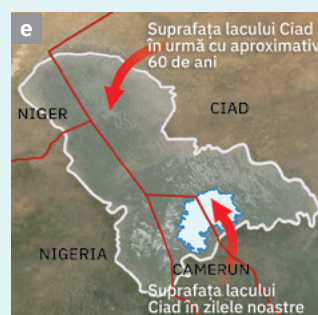 e
Suprafața lacului Ciad
în urmă cu aproximativ
60 de ani
NIGER
CIAD
NIGERIA
CAMERUN
Suprafața lacului
Ciad în zilele noastre